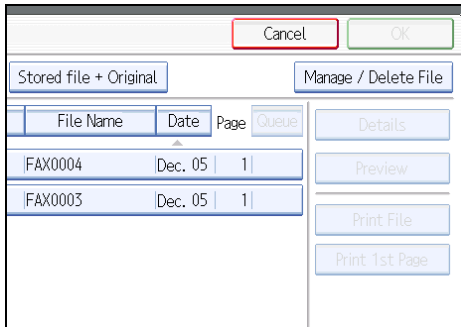 Cancel OK
Stored file + Original Manage / Delete File
File Name Date Page Queue Details
FAX0004 Dec. 05 1 Preview
FAX0003 Dec. 05 1
Print File
Print 1st Page